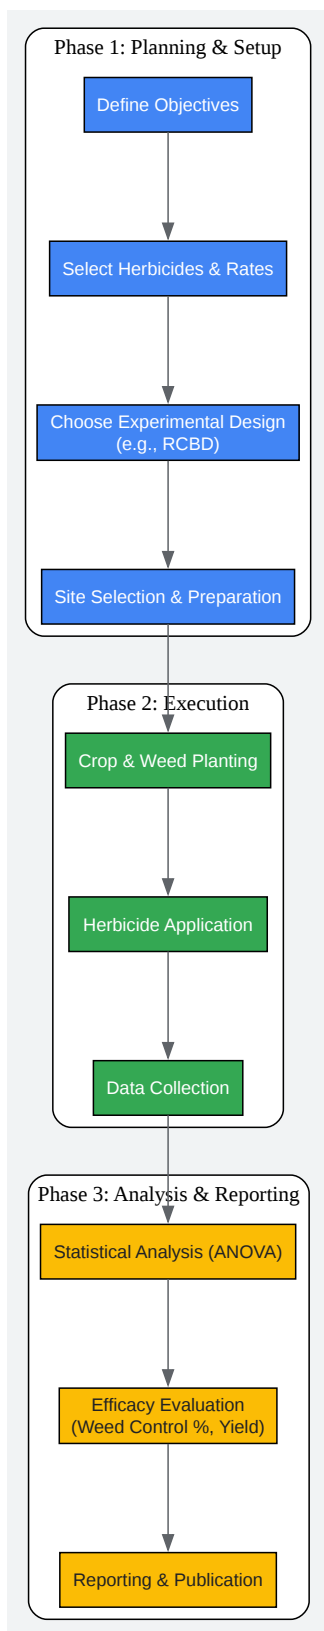 Phase 1: Planning & Setup
Define Objectives
Select Herbicides & Rates
Choose Experimental Design
(e.g., RCBD)
Site Selection & Preparation
Phase 2: Execution
Crop & Weed Planting
Herbicide Application
Data Collection
Phase 3: Analysis & Reporting
Statistical Analysis (ANOVA)
Efficacy Evaluation
(Weed Control %, Yield)
Reporting & Publication